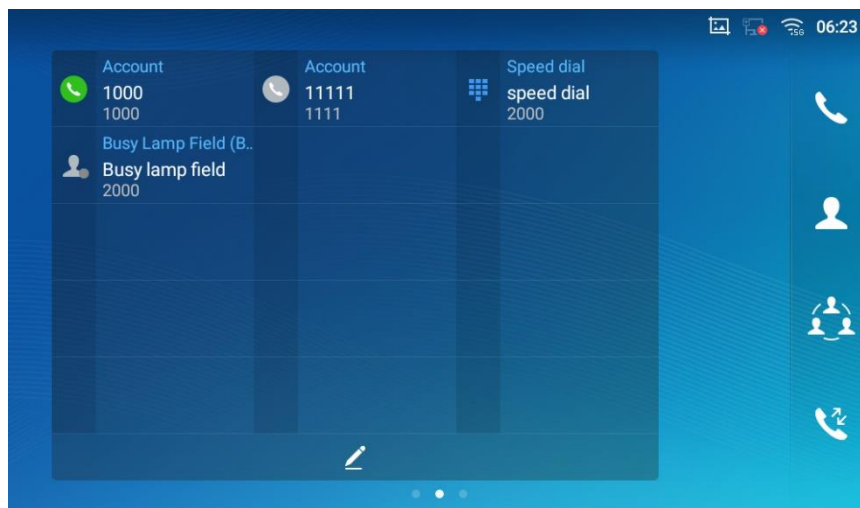 5G 06:23
Account
1000
1000
Account
11111
1111
Speed dial
speed dial
2000
Busy Lamp Field (B..
Busy lamp field
2000